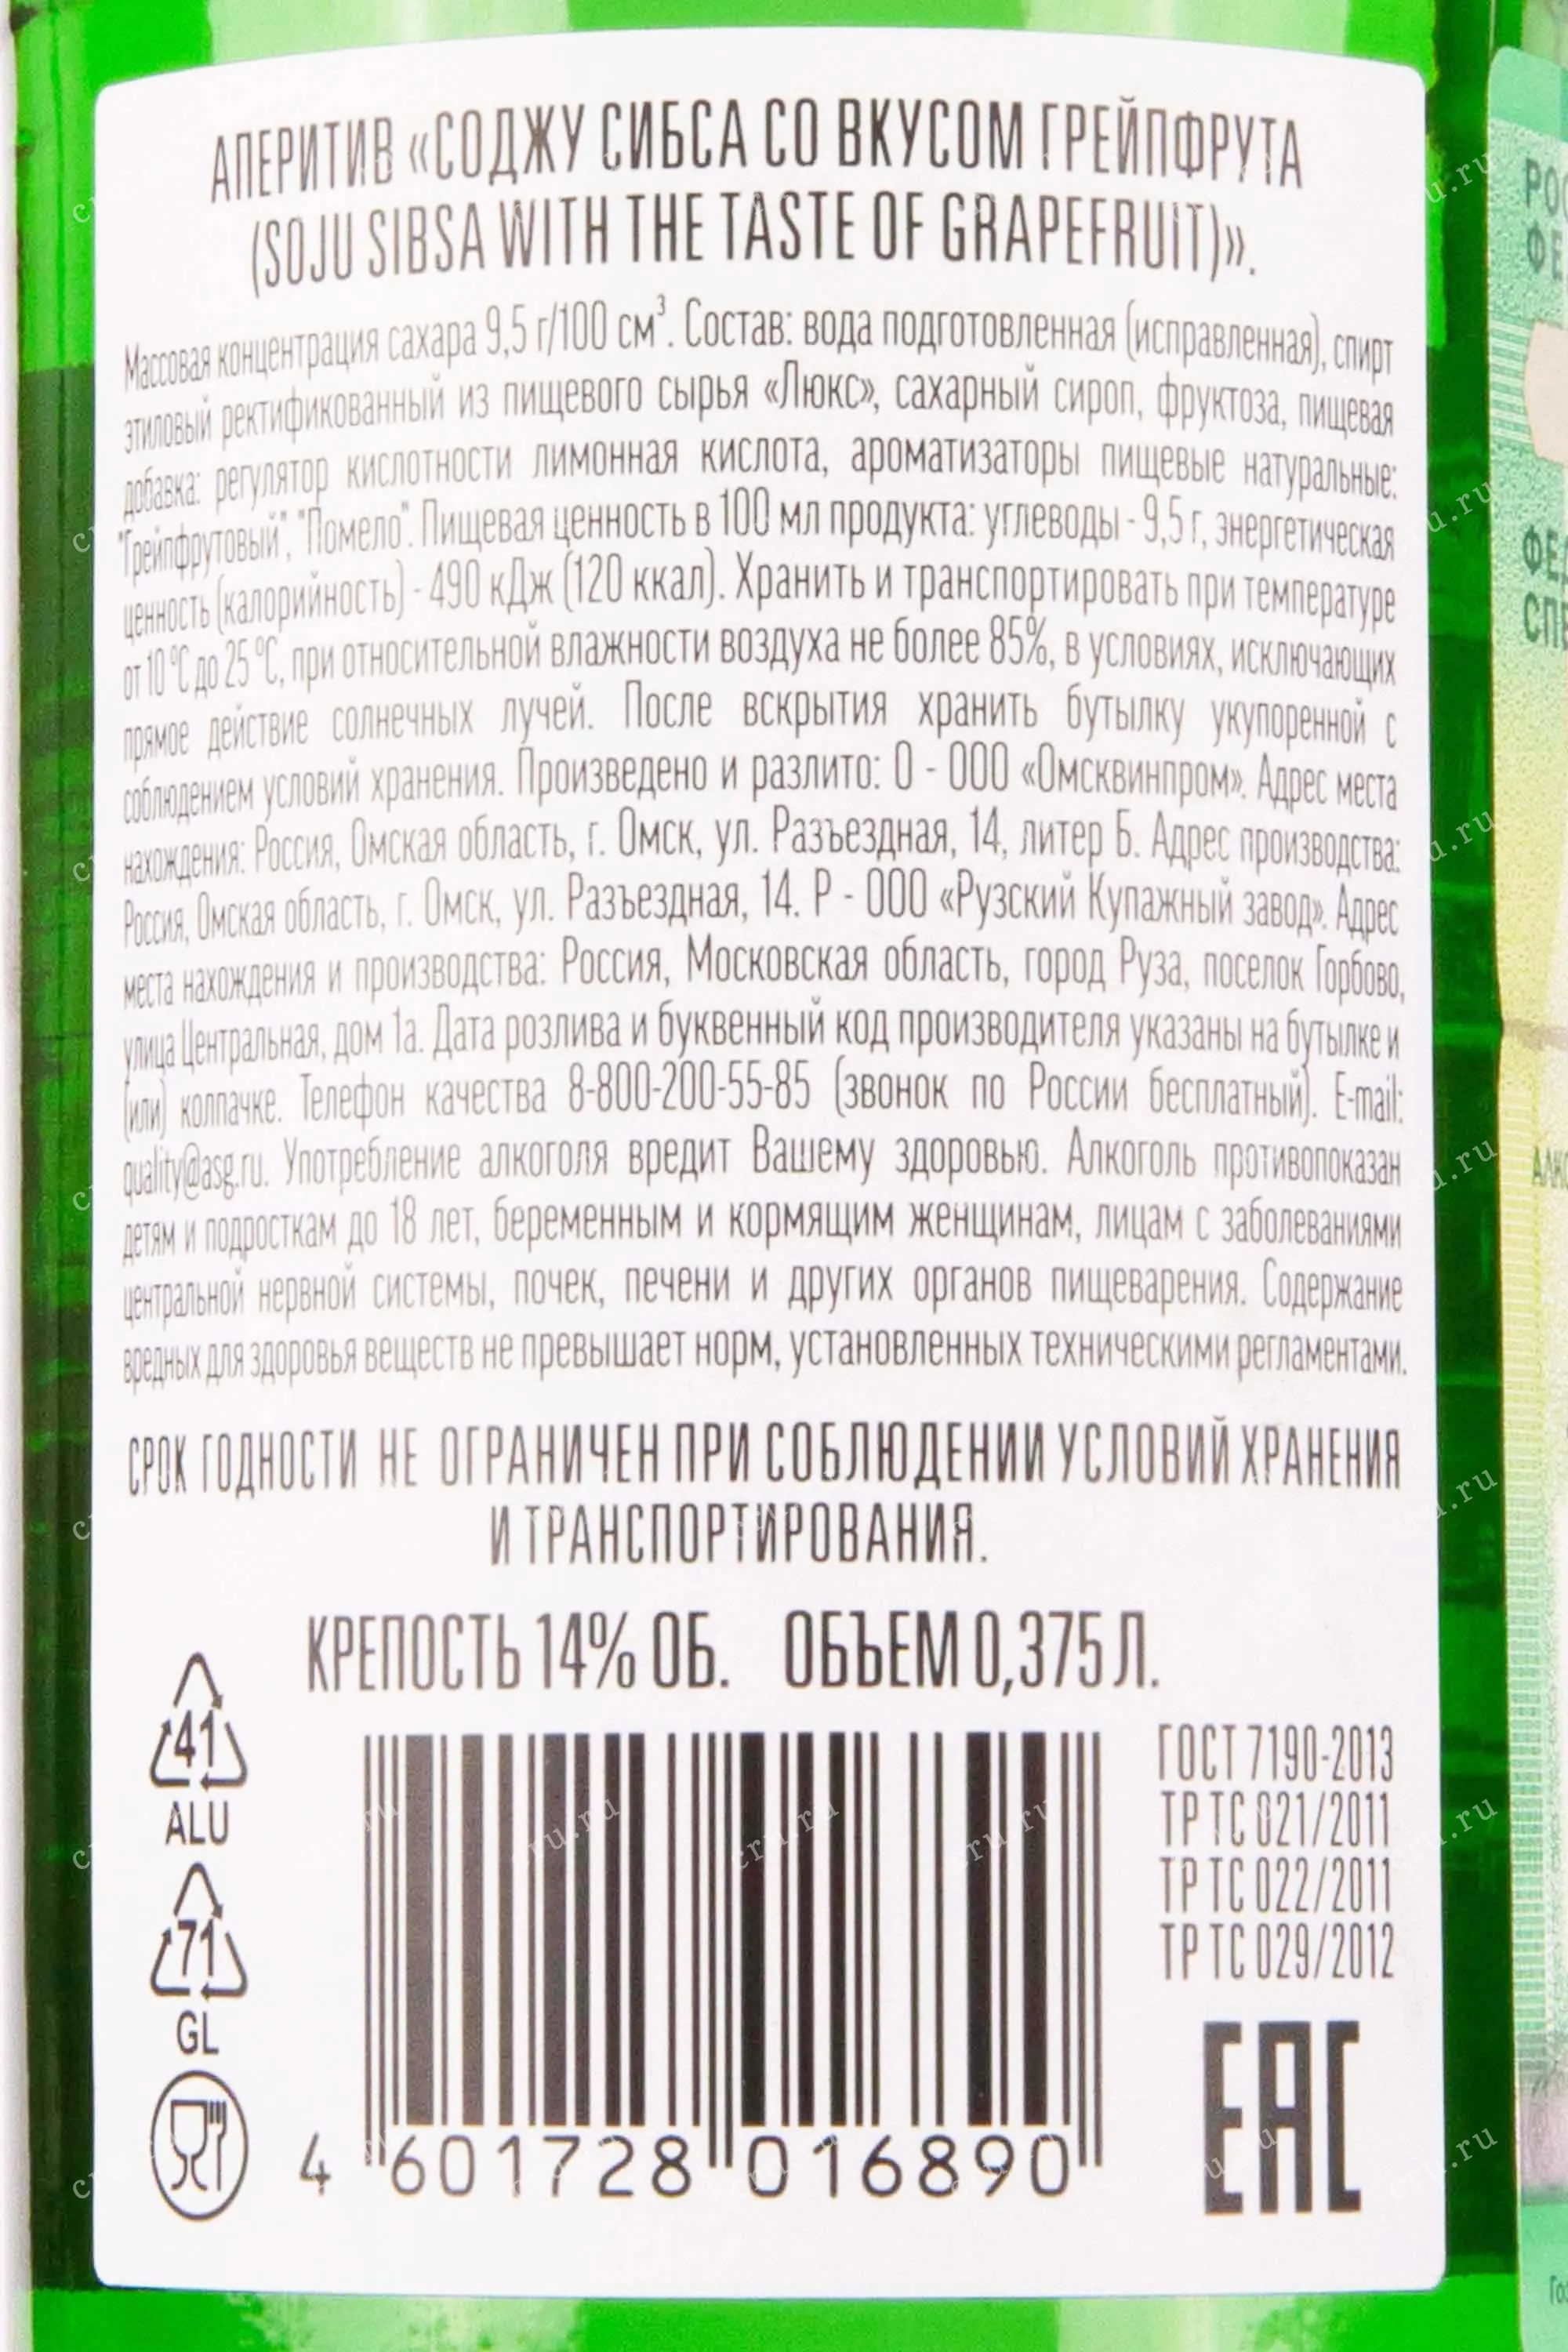 АПЕРИТИВ «СОДЖУ СИБСА СО ВКУСОМ ГРЕЙПФРУТА
(SOJU SIBSA WITH THE TASTE OF GRAPEFRUIT)».
Массовая концентрация сахара 9,5 г/100 см³. Состав: вода подготовленная (исправленная), спирт
этиловый ректификованный из пищевого сырья «Люкс», сахарный сироп, фруктоза, пищевая
добавка: регулятор кислотности лимонная кислота, ароматизаторы пищевые натуральные:
"Грейпфрутовый", "Помело". Пищевая ценность в 100 мл продукта: углеводы - 9,5 г, энергетическая
ценность (калорийность) - 490 кДж (120 ккал). Хранить и транспортировать при температуре
от 10 °С до 25 °С, при относительной влажности воздуха не более 85%, в условиях, исключающих
прямое действие солнечных лучей. После вскрытия хранить бутылку укупоренной с
соблюдением условий хранения. Произведено и разлито: О - ООО «Омсквинпром». Адрес места
нахождения: Россия, Омская область, г. Омск, ул. Разъездная, 14, литер Б. Адрес производства:
Россия, Омская область, г. Омск, ул. Разъездная, 14. Р - ООО «Рузский Купажный завод». Адрес
места нахождения и производства: Россия, Московская область, город Руза, поселок Горбово,
улица Центральная, дом 1а. Дата розлива и буквенный код производителя указаны на бутылке и
(или) колпачке. Телефон качества 8-800-200-55-85 (звонок по России бесплатный). E-mail:
quality@asg.ru. Употребление алкоголя вредит Вашему здоровью. Алкоголь противопоказан
детям и подросткам до 18 лет, беременным и кормящим женщинам, лицам с заболеваниями
центральной нервной системы, почек, печени и других органов пищеварения. Содержание
вредных для здоровья веществ не превышает норм, установленных техническими регламентами.
СРОК ГОДНОСТИ НЕ ОГРАНИЧЕН ПРИ СОБЛЮДЕНИИ УСЛОВИЙ ХРАНЕНИЯ
И ТРАНСПОРТИРОВАНИЯ.
КРЕПОСТЬ 14% ОБ. ОБЪЕМ 0,375 Л.
41
ALU
71
GL
4 601728 016890
ГОСТ 7190-2013
ТР ТС 021/2011
ТР ТС 022/2011
ТР ТС 029/2012
EAC